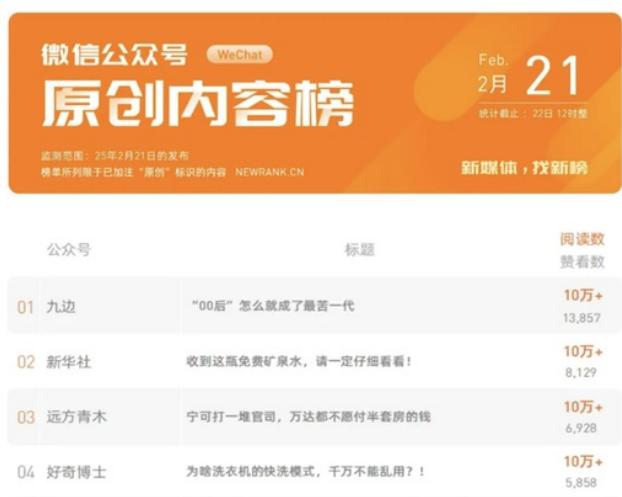 微信公众号 WeChat
原创内容榜
Feb.
2月 21
统计截止：22日 12时整
监测范围：25年2月21日的发布
榜单所列限于已加注“原创”标识的内容 NEWRANK.CN
新媒体，找新榜
公众号 标题 阅读数
赞看数
01 九边 “00后”怎么就成了最苦一代 10万+
13,857
02 新华社 收到这瓶免费矿泉水，请一定仔细看看！ 10万+
8,129
03 远方青木 宁可打一堆官司，万达都不愿付半套房的钱 10万+
6,928
04 好奇博士 为啥洗衣机的快洗模式，千万不能乱用？！ 10万+
5,858